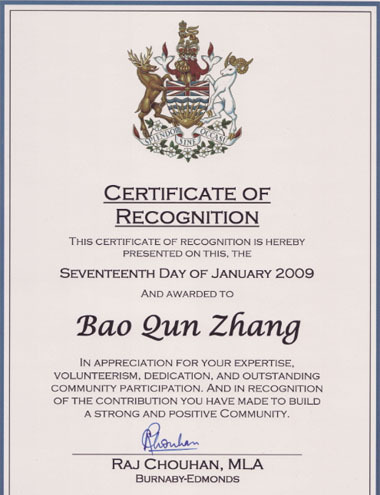 SPLENDOR SINE OCCASU
CERTIFICATE OF
RECOGNITION
THIS CERTIFICATE OF RECOGNITION IS HEREBY
PRESENTED ON THIS, THE
SEVENTEENTH DAY OF JANUARY 2009
AND AWARDED TO
Bao Qun Zhang
IN APPRECIATION FOR YOUR EXPERTISE,
VOLUNTEERISM, DEDICATION, AND OUTSTANDING
COMMUNITY PARTICIPATION. AND IN RECOGNITION
OF THE CONTRIBUTION YOU HAVE MADE TO BUILD
A STRONG AND POSITIVE COMMUNITY.
RChouhan
RAJ CHOUHAN, MLA
BURNABY-EDMONDS